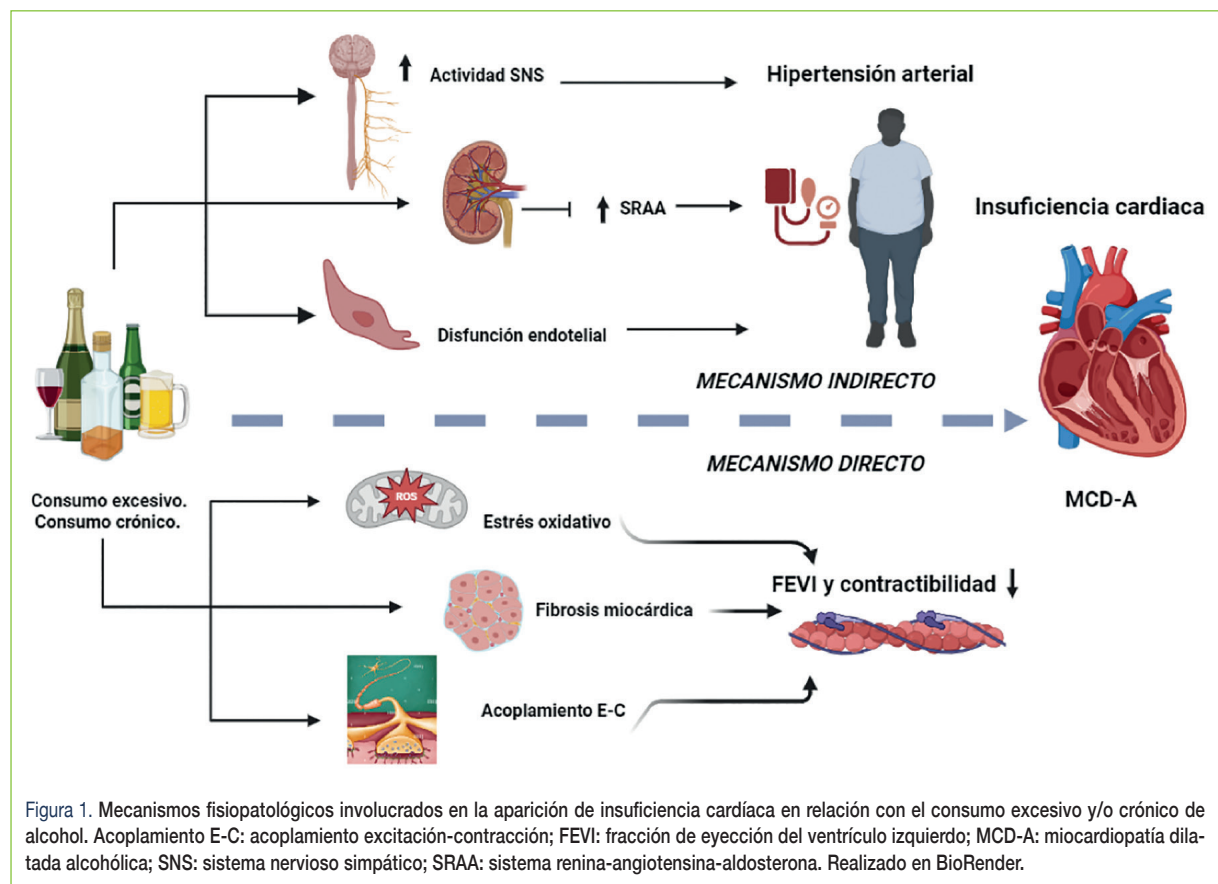 Actividad SNS
Hipertensión arterial
SRAA
Insuficiencia cardiaca
Disfunción endotelial
MECANISMO INDIRECTO
MECANISMO DIRECTO
MCD-A
Consumo excesivo.
Consumo crónico.
ROS
Estrés oxidativo
FEVI y contractibilidad
Fibrosis miocárdica
Acoplamiento E-C
Figura 1. Mecanismos fisiopatológicos involucrados en la aparición de insuficiencia cardíaca en relación con el consumo excesivo y/o crónico de
alcohol. Acoplamiento E-C: acoplamiento excitación-contracción; FEVI: fracción de eyección del ventrículo izquierdo; MCD-A: miocardiopatía dila-
tada alcohólica; SNS: sistema nervioso simpático; SRAA: sistema renina-angiotensina-aldosterona. Realizado en BioRender.